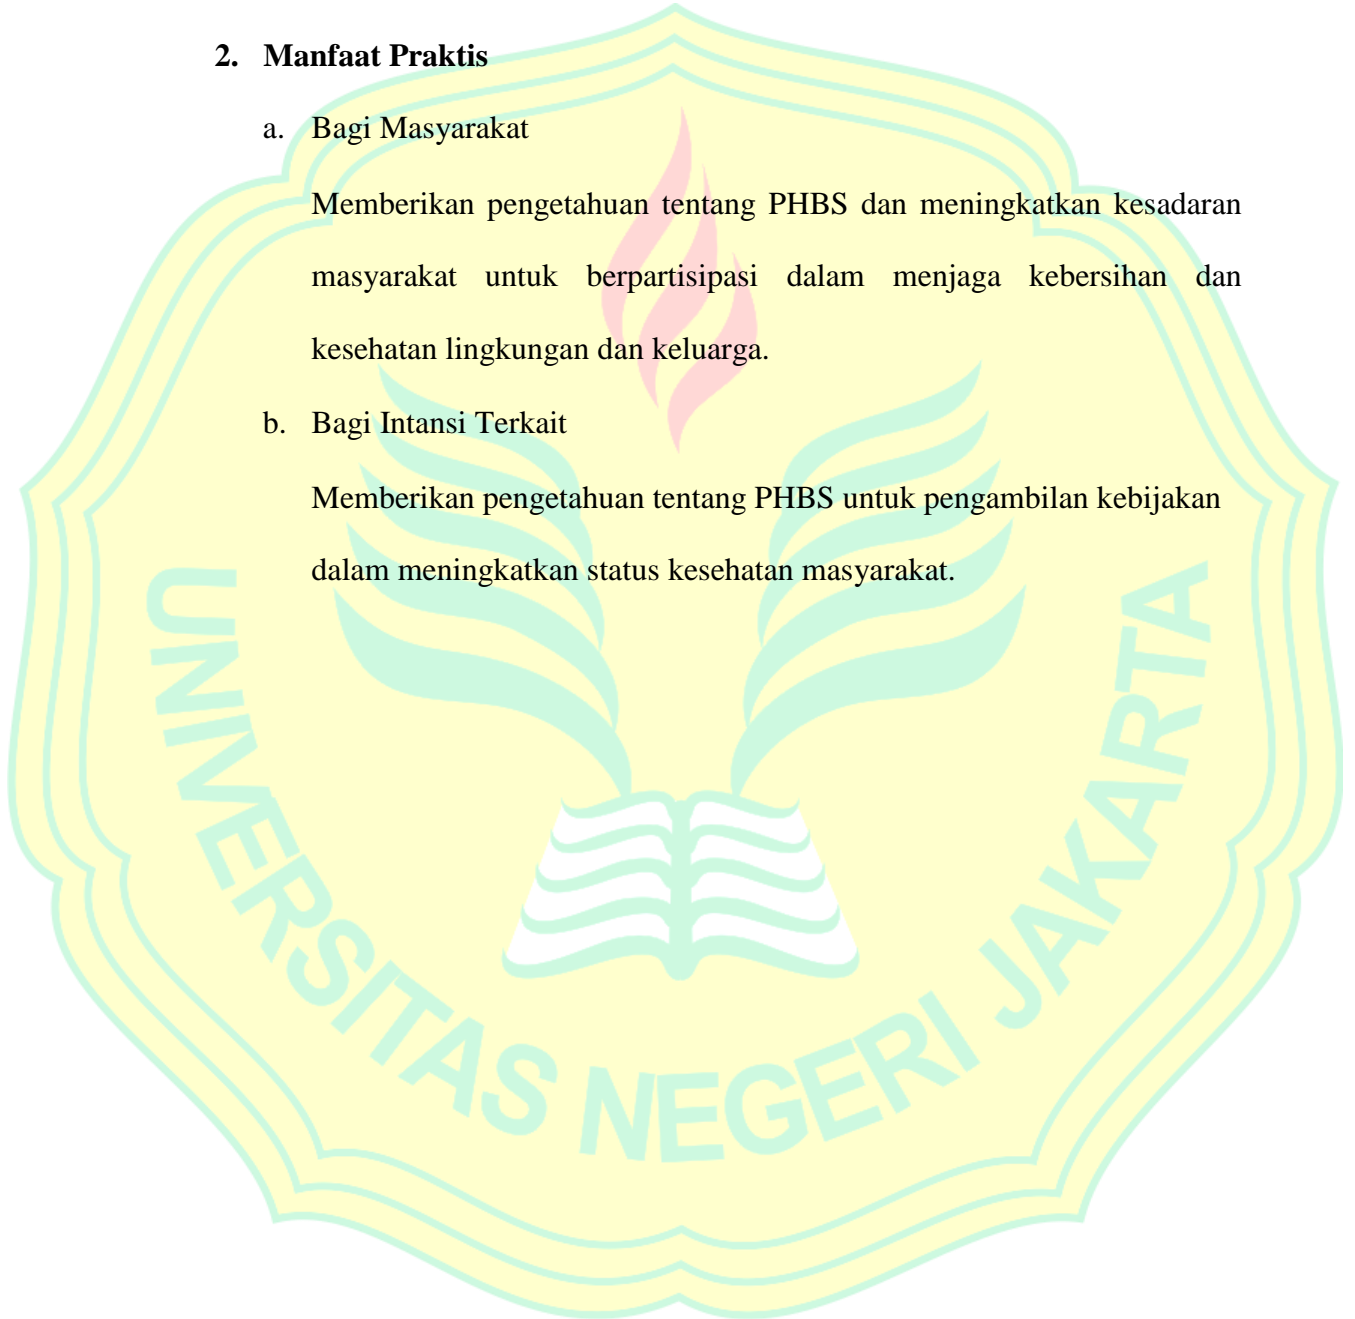 2. Manfaat Praktis
a. Bagi Masyarakat
Memberikan pengetahuan tentang PHBS dan meningkatkan kesadaran
masyarakat untuk berpartisipasi dalam menjaga kebersihan dan
kesehatan lingkungan dan keluarga.
b. Bagi Intansi Terkait
Memberikan pengetahuan tentang PHBS untuk pengambilan kebijakan
dalam meningkatkan status kesehatan masyarakat.
UNIVERSITAS NEGERI JAKARTA